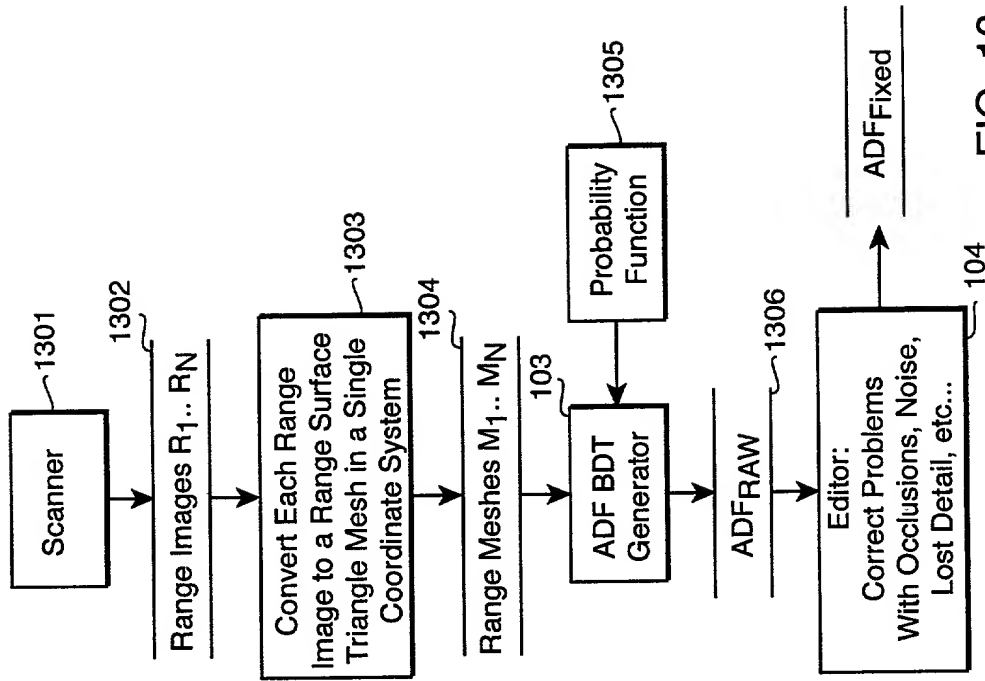 1301
Scanner
1302
Range Images R1.. RN
1303
Convert Each Range
Image to a Range Surface
Triangle Mesh in a Single
Coordinate System
1304
Range Meshes M1.. MN
103
ADF BDT
Generator
1305
Probability
Function
ADFRAW
1306
Editor:
Correct Problems
With Occlusions, Noise,
Lost Detail, etc...
104
ADFFixed